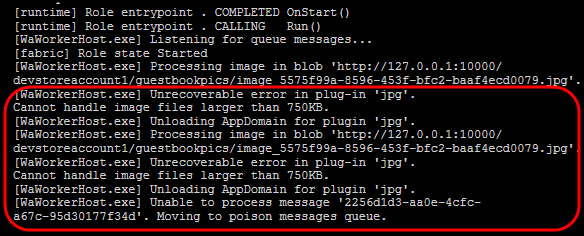 [runtime] Role entrypoint . COMPLETED OnStart()
[runtime] Role entrypoint . CALLING   Run()
[WaWorkerHost.exe] Listening for queue messages...
[fabric] Role state Started
[WaWorkerHost.exe] Processing image in blob 'http://127.0.0.1:10000/
devstoreaccount1/guestbookpics/image_5575f99a-8596-453f-bfc2-baaf4ecd0079.jpg'.
[WaWorkerHost.exe] Unrecoverable error in plug-in 'jpg'.
Cannot handle image files larger than 750KB.
[WaWorkerHost.exe] Unloading AppDomain for plugin 'jpg'.
[WaWorkerHost.exe] Processing image in blob 'http://127.0.0.1:10000/
devstoreaccount1/guestbookpics/image_5575f99a-8596-453f-bfc2-baaf4ecd0079.jpg'.
[WaWorkerHost.exe] Unrecoverable error in plug-in 'jpg'.
Cannot handle image files larger than 750KB.
[WaWorkerHost.exe] Unloading AppDomain for plugin 'jpg'.
[WaWorkerHost.exe] Unable to process message '2256d1d3-aa0e-4cfc-
a67c-95d30177f34d'. Moving to poison messages queue.